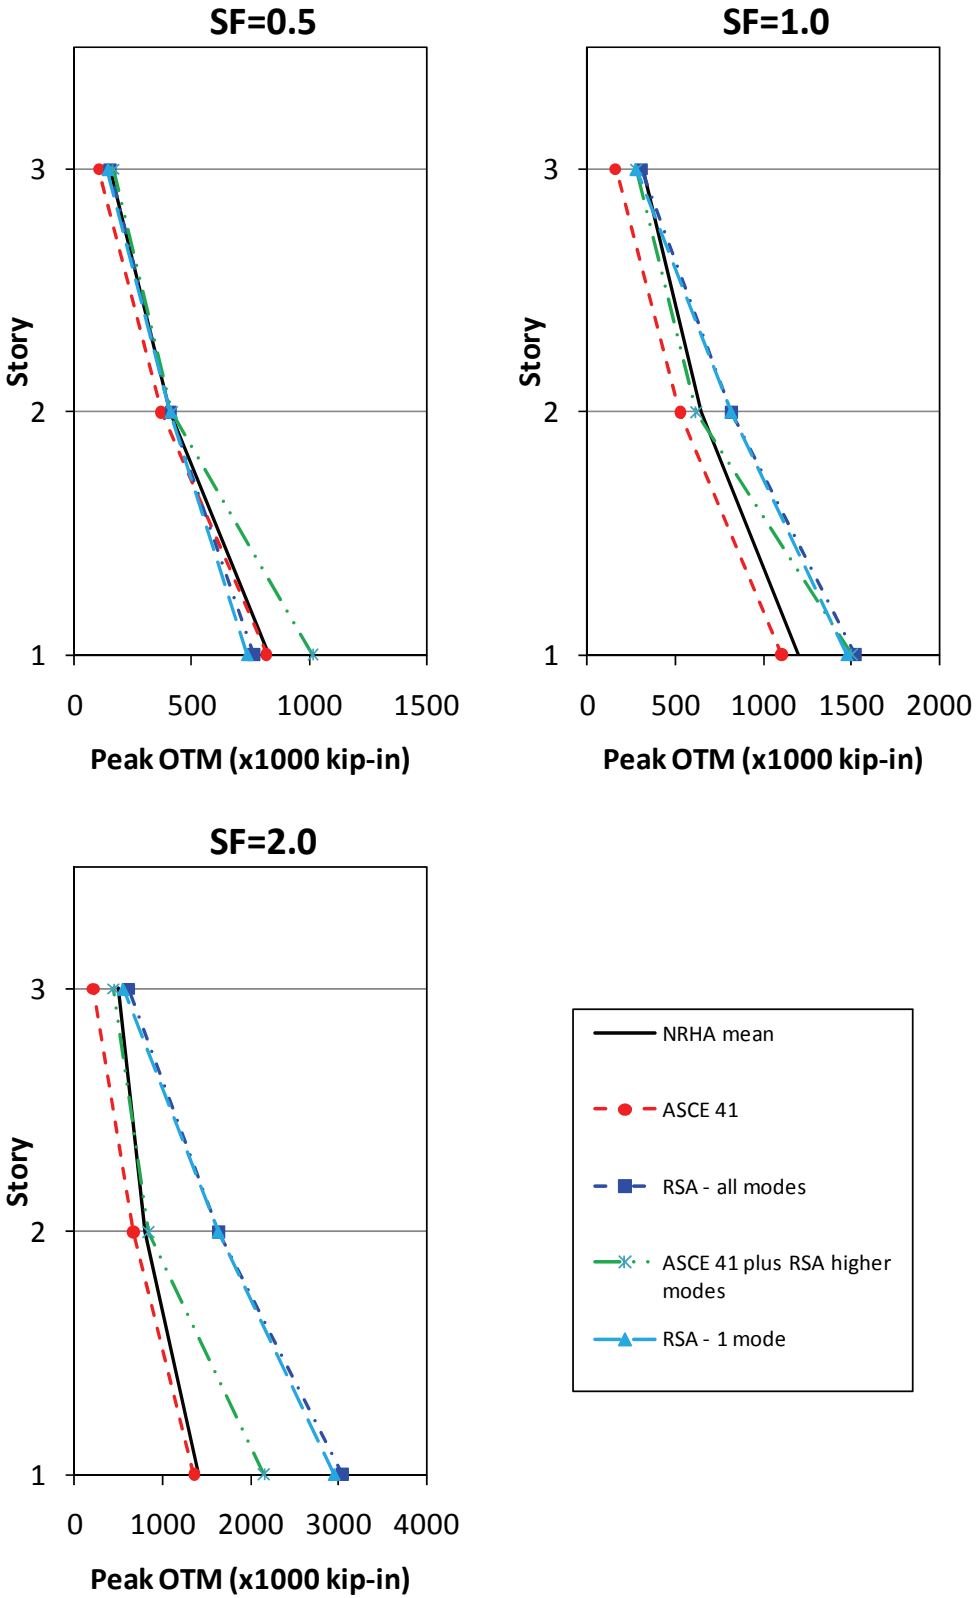 SF=0.5
3
2
1
Story
0 500 1000 1500
Peak OTM (x1000 kip-in)
SF=1.0
3
2
1
Story
0 500 1000 1500 2000
Peak OTM (x1000 kip-in)
SF=2.0
3
2
1
Story
0 1000 2000 3000 4000
Peak OTM (x1000 kip-in)
NRHA mean
ASCE 41
RSA - all modes
ASCE 41 plus RSA higher
modes
RSA - 1 mode